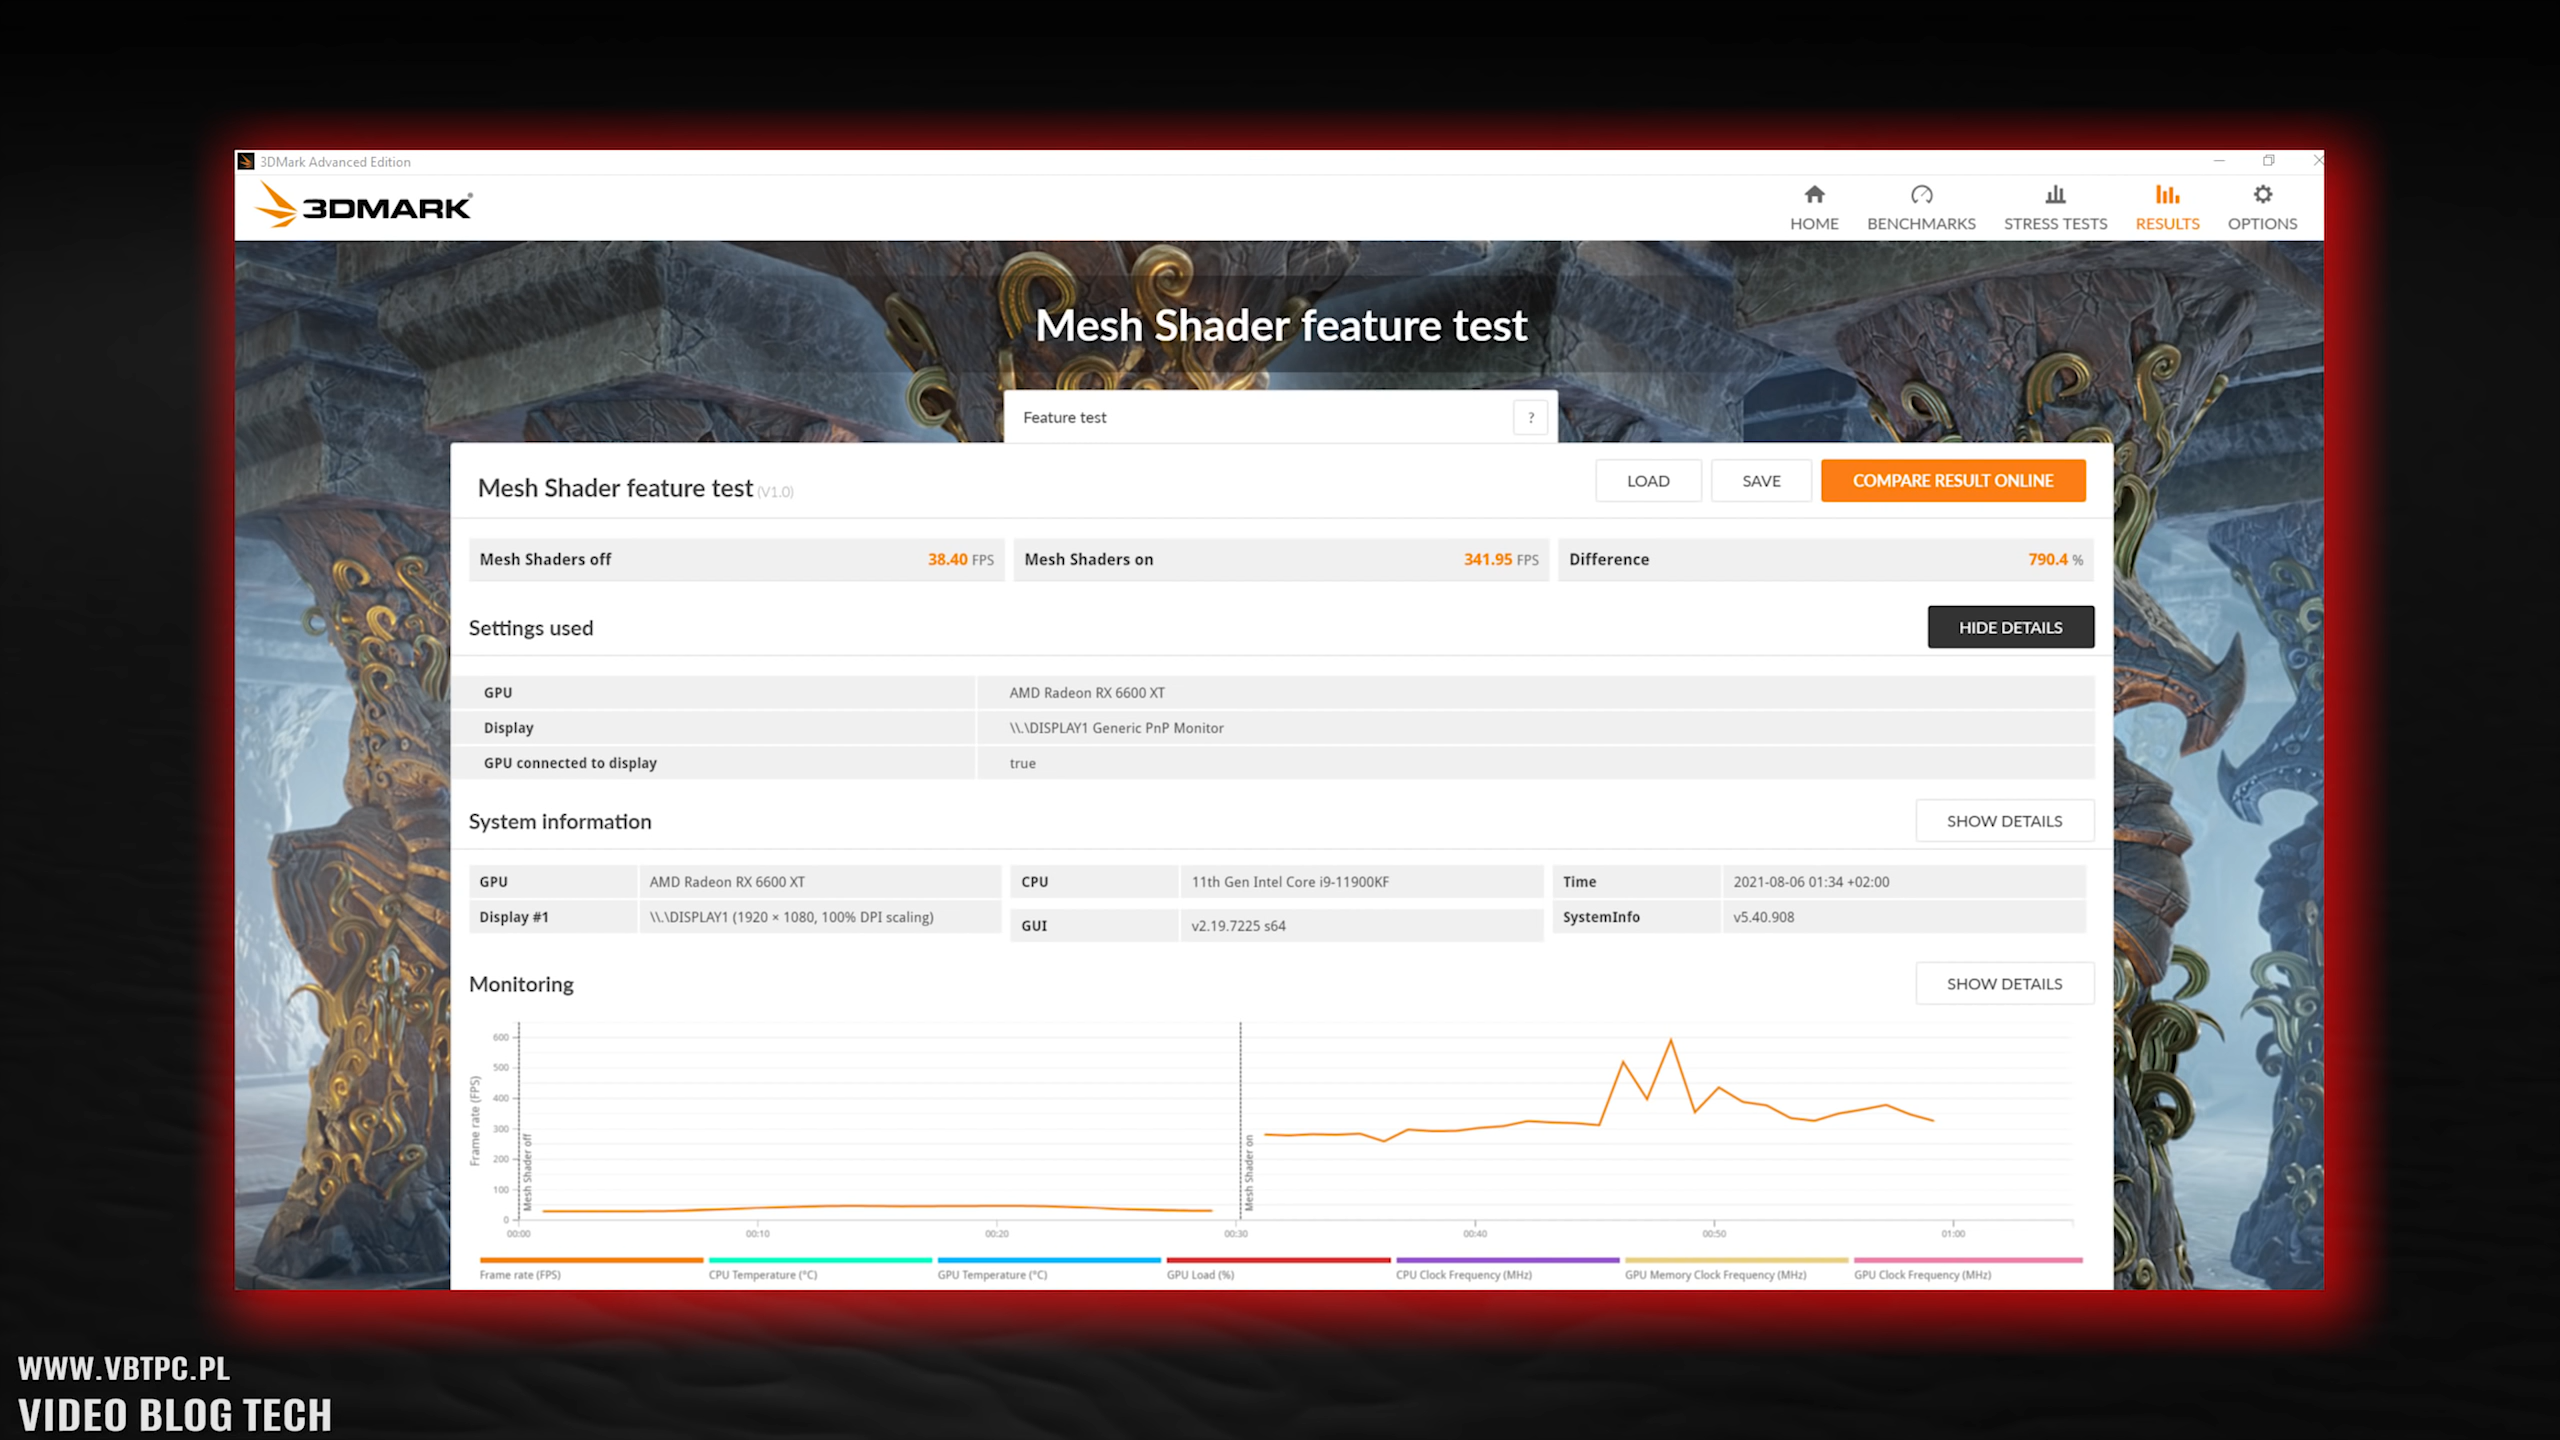 3DMark Advanced Edition
3DMARK®
HOME BENCHMARKS STRESS TESTS RESULTS OPTIONS
Mesh Shader feature test
Feature test ?
Mesh Shader feature test (V1.0) LOAD SAVE COMPARE RESULT ONLINE
Mesh Shaders off 38.40 FPS Mesh Shaders on 341.95 FPS Difference 790.4 %
Settings used HIDE DETAILS
GPU AMD Radeon RX 6600 XT
Display \\.\DISPLAY1 Generic PnP Monitor
GPU connected to display true
System information SHOW DETAILS
GPU AMD Radeon RX 6600 XT CPU 11th Gen Intel Core i9-11900KF Time 2021-08-06 01:34 +02:00
Display #1 \\.\DISPLAY1 (1920 × 1080, 100% DPI scaling) GUI v2.19.7225 s64 SystemInfo v5.40.908
Monitoring SHOW DETAILS
Frame rate (FPS)
600
500
400
300
200
100
0
Mesh Shader off
Mesh Shader on
00:00 00:10 00:20 00:30 00:40 00:50 01:00
Frame rate (FPS) CPU Temperature (°C) GPU Temperature (°C) GPU Load (%) CPU Clock Frequency (MHz) GPU Memory Clock Frequency (MHz) GPU Clock Frequency (MHz)
WWW.VBTPC.PL
VIDEO BLOG TECH